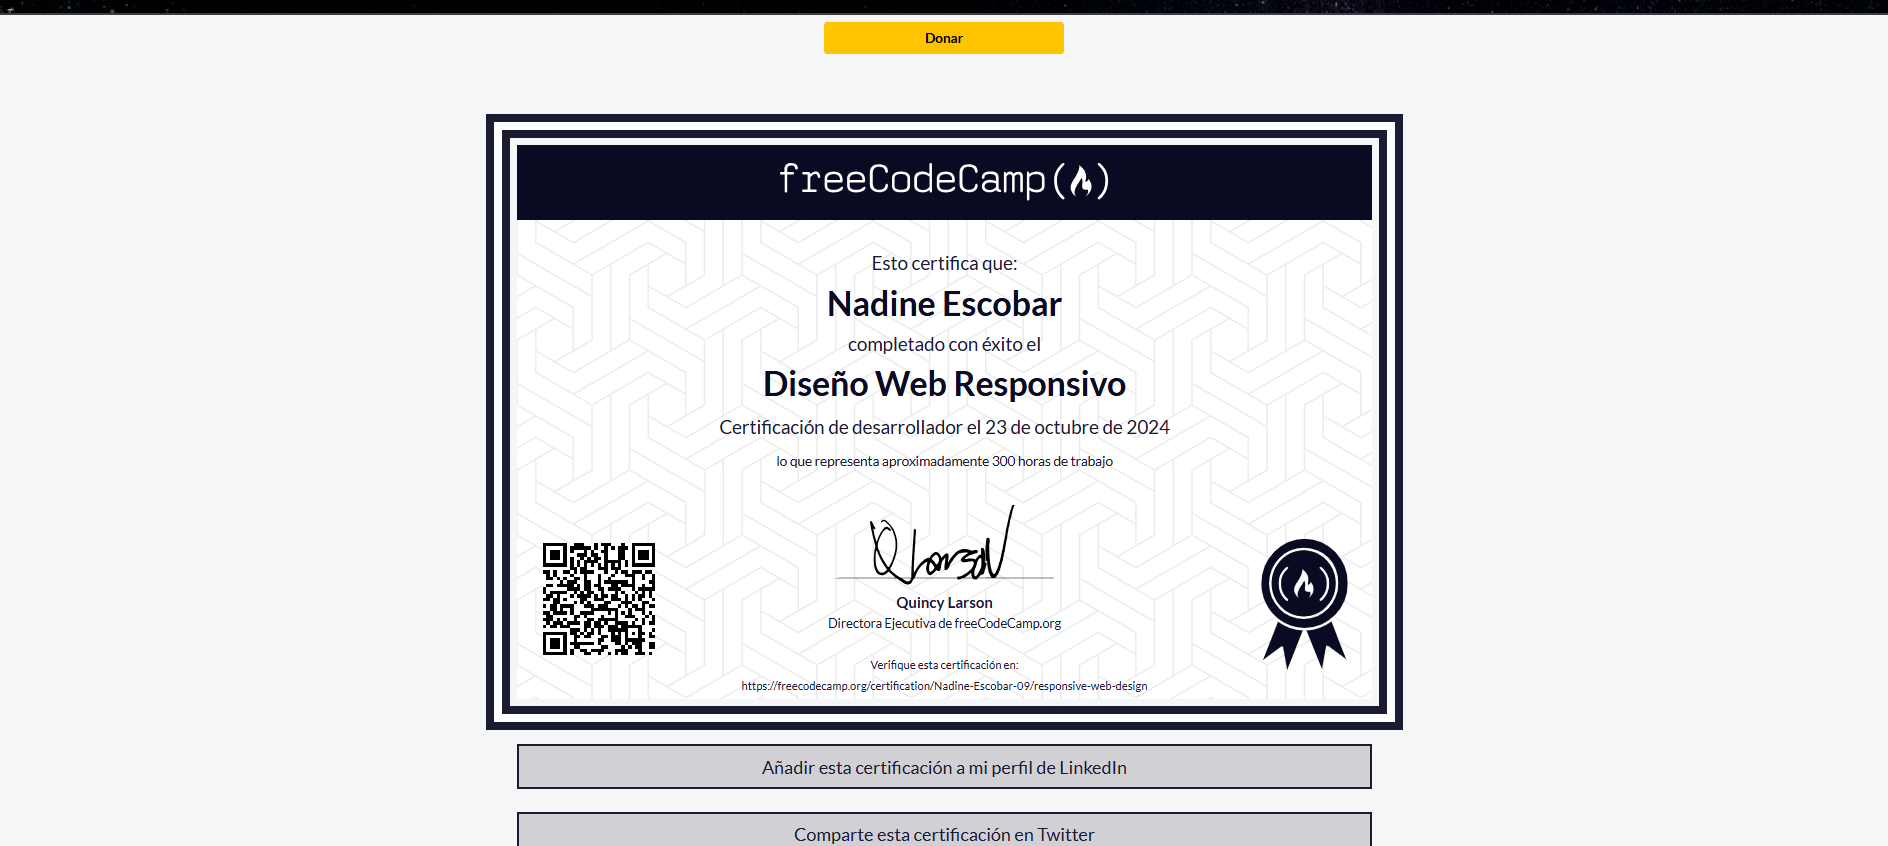 Donar
freeCodeCamp
Esto certifica que:
Nadine Escobar
completado con éxito el
Diseño Web Responsivo
Certificación de desarrollador el 23 de octubre de 2024
lo que representa aproximadamente 300 horas de trabajo
Quincy Larson
Directora Ejecutiva de freeCodeCamp.org
Verifique esta certificación en:
https://freecodecamp.org/certification/Nadine-Escobar-09/responsive-web-design
Añadir esta certificación a mi perfil de LinkedIn
Comparte esta certificación en Twitter